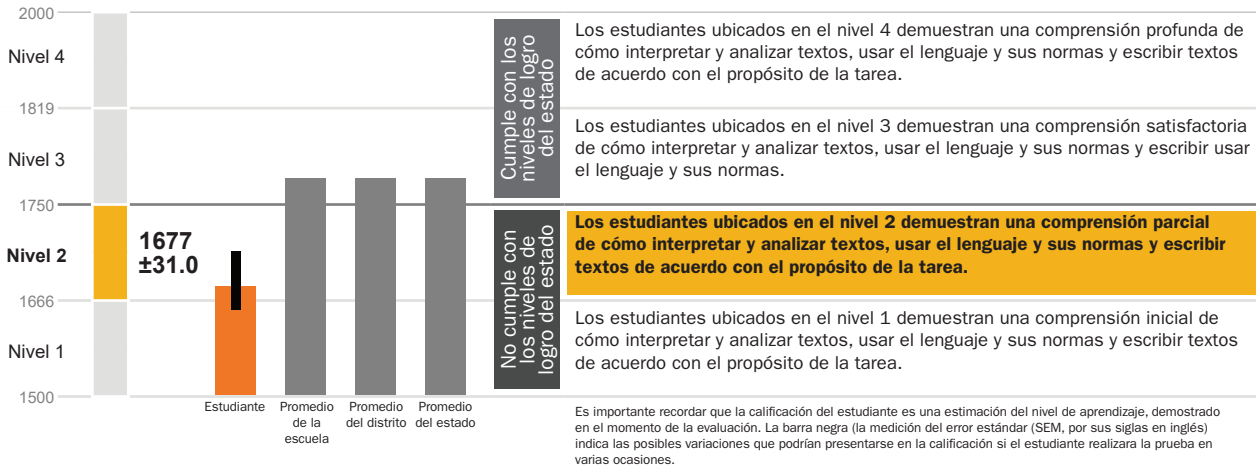 2000
Nivel 4
1819
Nivel 3
1750
Nivel 2
1666
Nivel 1
1500
1677
±31.0
Estudiante
Promedio
de la
escuela
Promedio
del distrito
Promedio
del estado
Cumple con los
niveles de logro
del estado
No cumple con
los niveles de
logro del estado
Los estudiantes ubicados en el nivel 4 demuestran una comprensión profunda de
cómo interpretar y analizar textos, usar el lenguaje y sus normas y escribir textos
de acuerdo con el propósito de la tarea.
Los estudiantes ubicados en el nivel 3 demuestran una comprensión satisfactoria
de cómo interpretar y analizar textos, usar el lenguaje y sus normas y escribir usar
el lenguaje y sus normas.
Los estudiantes ubicados en el nivel 2 demuestran una comprensión parcial
de cómo interpretar y analizar textos, usar el lenguaje y sus normas y escribir
textos de acuerdo con el propósito de la tarea.
Los estudiantes ubicados en el nivel 1 demuestran una comprensión inicial de
cómo interpretar y analizar textos, usar el lenguaje y sus normas y escribir textos
de acuerdo con el propósito de la tarea.
Es importante recordar que la calificación del estudiante es una estimación del nivel de aprendizaje, demostrado
en el momento de la evaluación. La barra negra (la medición del error estándar (SEM, por sus siglas en inglés)
indica las posibles variaciones que podrían presentarse en la calificación si el estudiante realizara la prueba en
varias ocasiones.